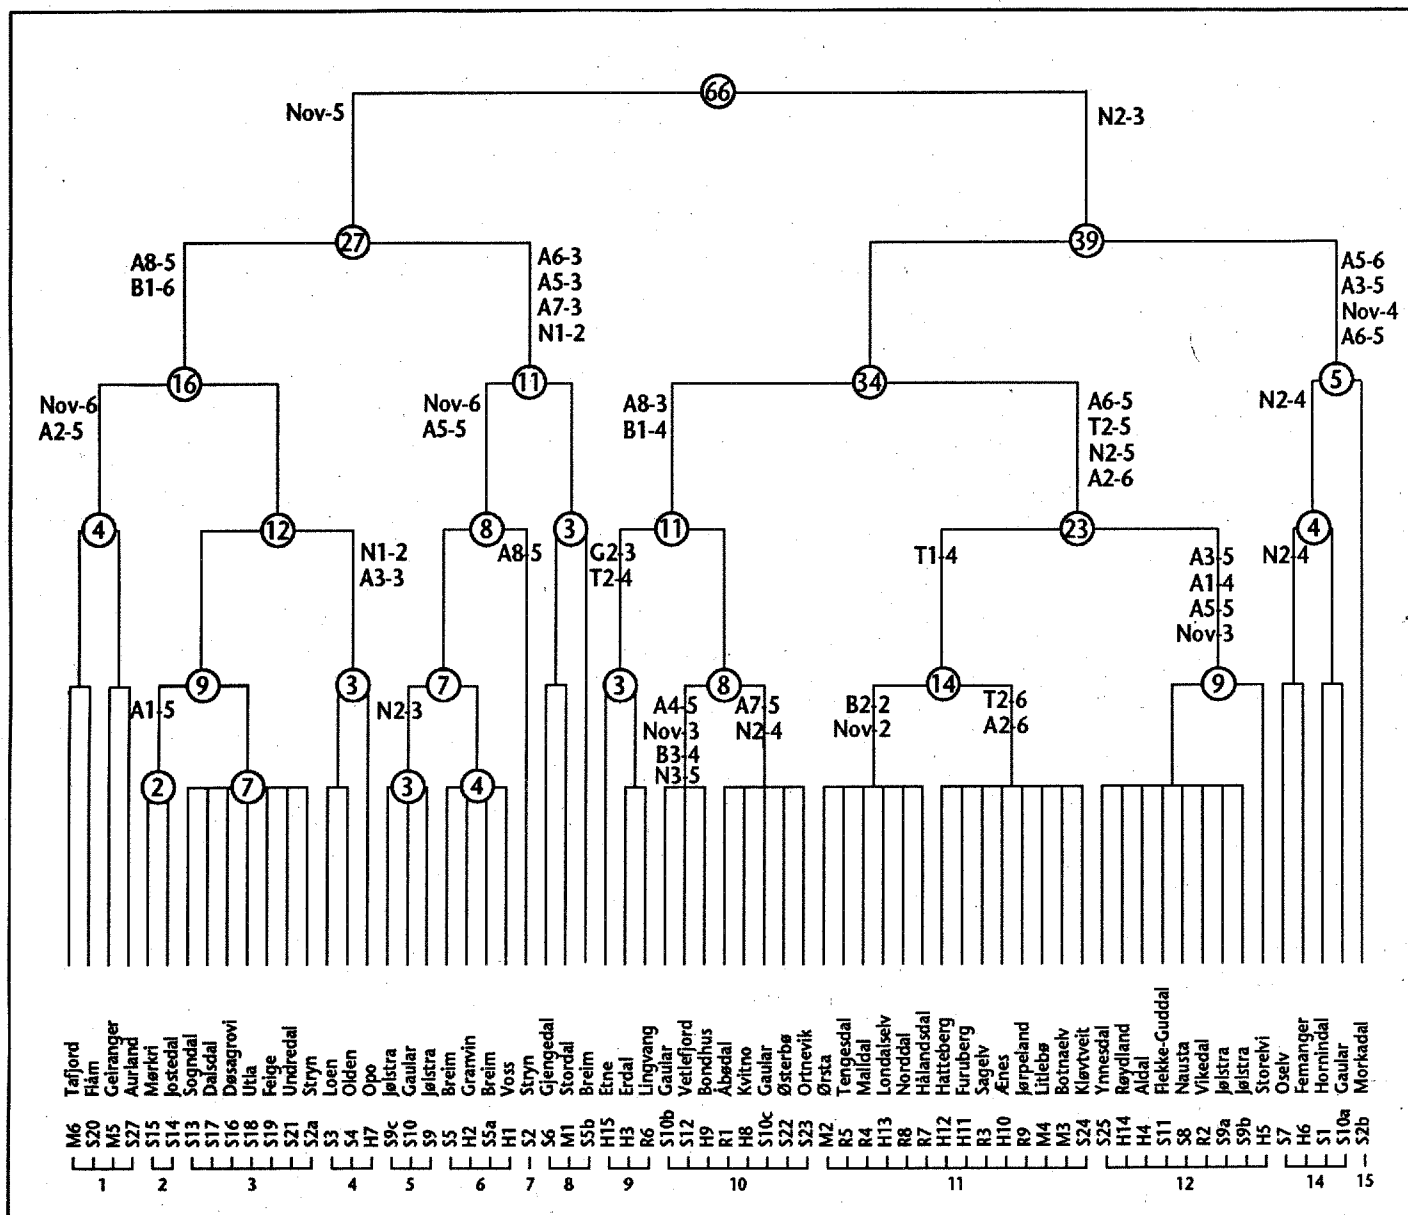 66
Nov-5
N2-3
27
39
A8-5
B1-6
A6-3
A5-3
A7-3
N1-2
A5-6
A3-5
Nov-4
A6-5
16
11
34
5
Nov-6
A2-5
Nov-6
A5-5
A8-3
B1-4
A6-5
T2-5
N2-5
A2-6
N2-4
4
12
8
3
11
23
4
N1-2
A3-3
A8-5
G2-3
T2-4
T1-4
A3-5
A1-4
A5-5
Nov-3
N2-4
9
3
7
3
8
14
9
A1-5
N2-3
A4-5
Nov-3
B3-4
N3-5
A7-5
N2-4
B2-2
Nov-2
T2-6
A2-6
2
7
3
4
M6 Tafjord
S20 Flåm
M5 Geiranger
S27 Aurland
S15 Mørkri
S14 Jostedal
S13 Sogndal
S17 Dalsdal
S16 Døsagrovi
S18 Utla
S19 Feige
S21 Undredal
S2a Stryn
S3 Loen
S4 Olden
H7 Opo
S9c Jølstra
S10 Gaular
S9 Jølstra
S5 Breim
H2 Granvin
S5a Breim
H1 Voss
S2 Stryn
S6 Gjengedal
M1 Stordal
S5b Breim
H15 Etne
H3 Erdal
R6 Lingvang
S10b Gaular
S12 Vetlefjord
H9 Bondhus
R1 Åbødal
H8 Kvitno
S10c Gaular
S22 Østerbø
S23 Ortnevik
M2 Ørsta
R5 Tengesdal
R4 Målldal
H13 Londalselv
R8 Norddal
R7 Hålandsdal
H12 Hatteberg
H11 Furuberg
R3 Sagelv
H10 Ænes
R9 Jørpeland
M4 Litlebø
M3 Botnaelv
S24 Kløvtveit
S25 Ynnesdal
H14 Røydland
H4 Aldal
S11 Flekke-Guddal
S8 Nausta
R2 Vikedal
S9a Jølstra
S9b Jølstra
H5 Storelvi
S7 Oselv
H6 Femanger
S1 Hornindal
S10a Gaular
S2b Morkadal
1 2 3 4 5 6 7 8 9 10 11 12 14 15